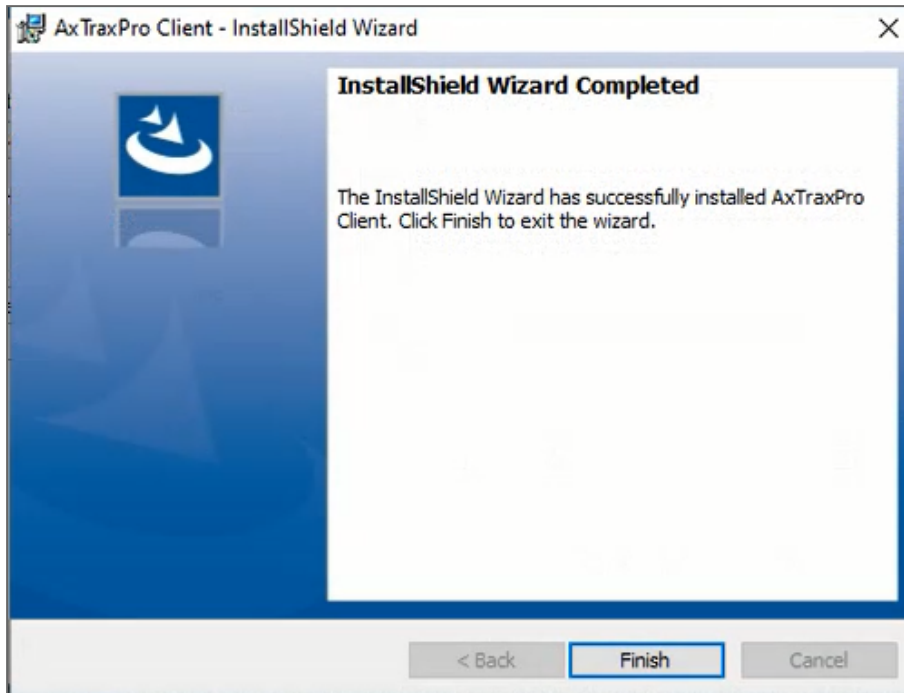 AxTraxPro Client - InstallShield Wizard
InstallShield Wizard Completed
The InstallShield Wizard has successfully installed AxTraxPro
Client. Click Finish to exit the wizard.
< Back
Finish
Cancel